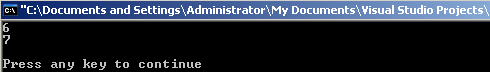 "C:\Documents and Settings\Administrator\My Documents\Visual Studio Projects\
6
7
Press any key to continue